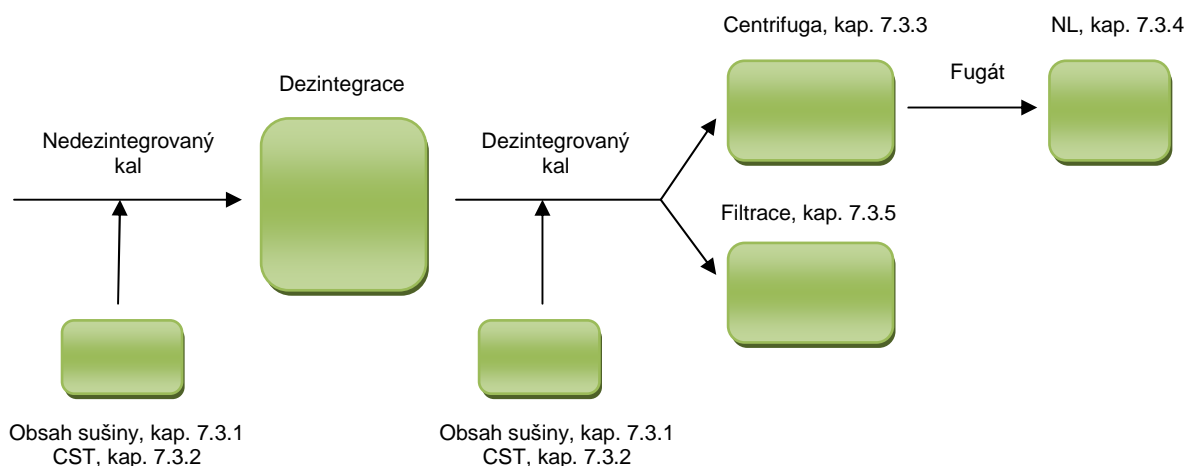 Centrifuga, kap. 7.3.3
NL, kap. 7.3.4
Fugát
Dezintegrace
Nedezintegrovaný
kal
Dezintegrovaný
kal
Filtrace, kap. 7.3.5
Obsah sušiny, kap. 7.3.1
CST, kap. 7.3.2
Obsah sušiny, kap. 7.3.1
CST, kap. 7.3.2